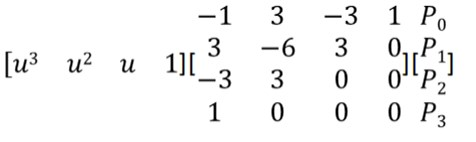 −1 3 −3 1 P₀
3 −6 3 0 P₁
[u³ u² u 1][ ][ ]
−3 3 0 0 P₂
1 0 0 0 P₃